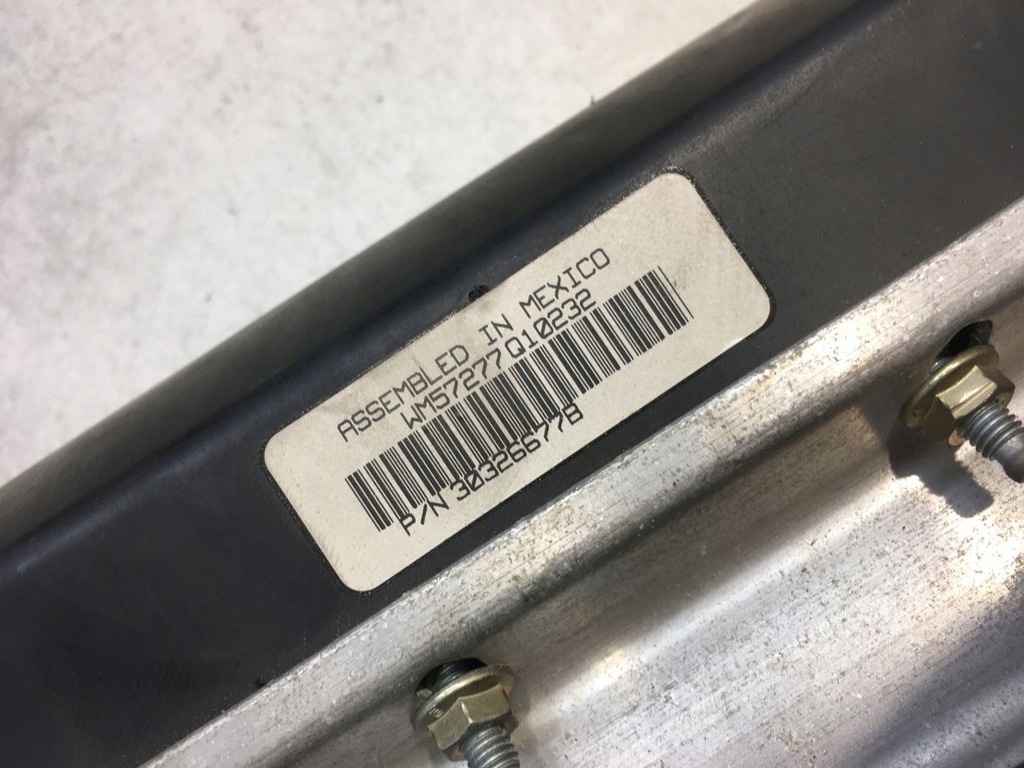 ASSEMBLED IN MEXICO
WM57277Q10232
P/N 30326677B